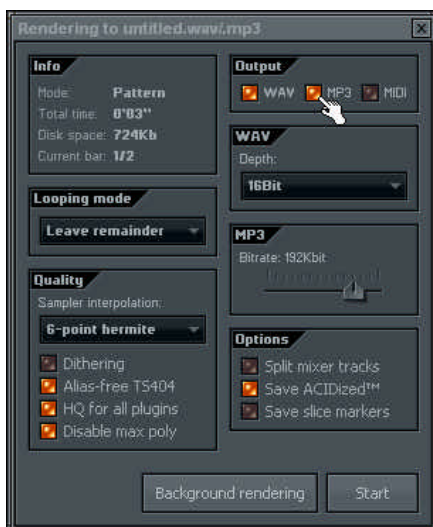 Rendering to untitled.wav/.mp3
Info
Mode: Pattern
Total time: 0'03''
Disk space: 724Kb
Current bar: 1/2
Looping mode
Leave remainder
Quality
Sampler interpolation:
6-point hermite
Dithering
Alias-free TS404
HQ for all plugins
Disable max poly
Output
WAV MP3 MIDI
WAV
Depth:
16Bit
MP3
Bitrate: 192Kbit
Options
Split mixer tracks
Save ACIDized™
Save slice markers
Background rendering Start